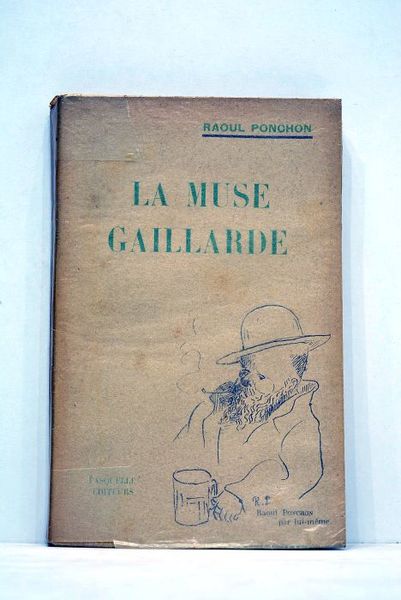 RAOUL PONCHON
LA MUSE
GAILLARDE
FASQUELLE
ÉDITEURS
R.P
Raoul Ponchon
par lui-même.